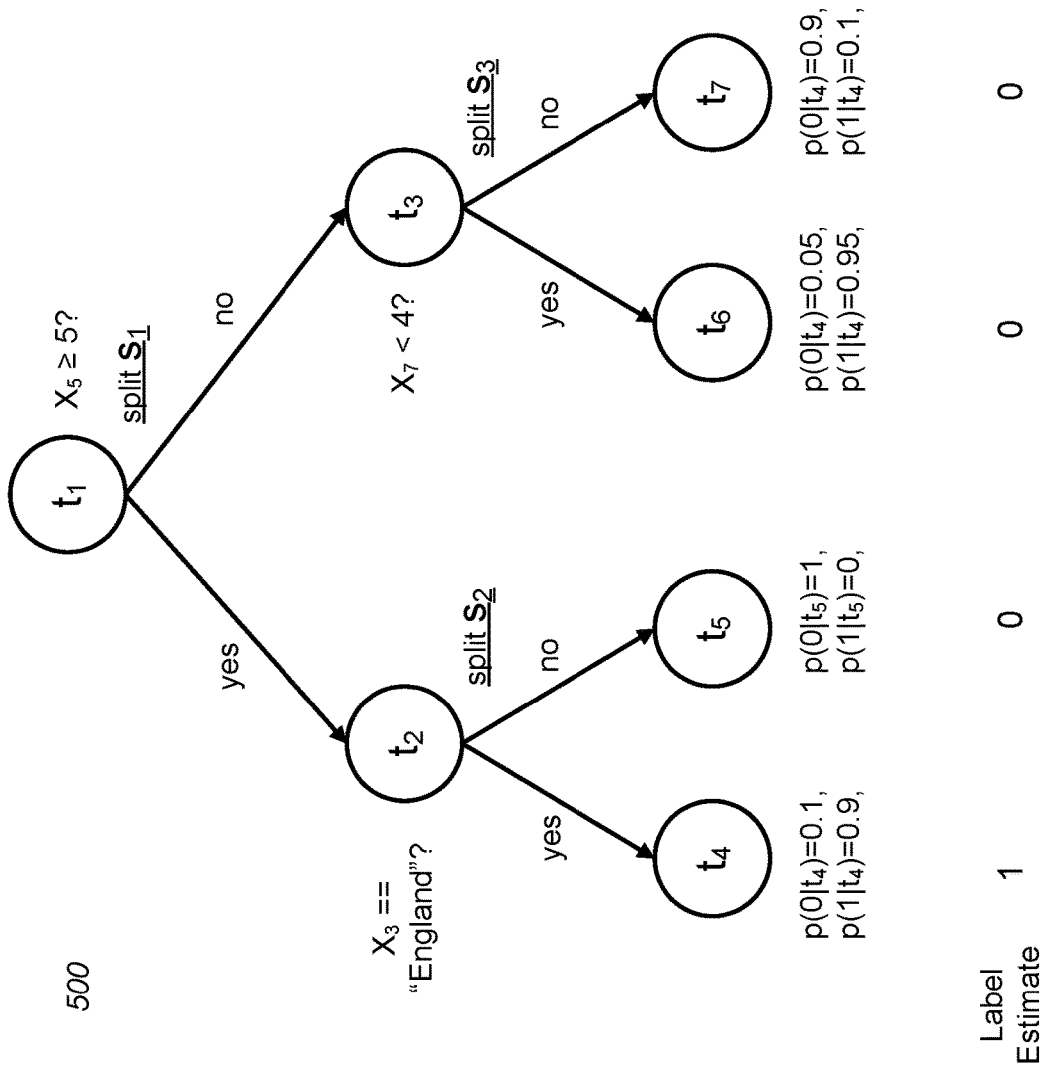 500
t1
X5 ≥ 5?
split S1
yes
no
X3 ==
“England”?
t2
split S2
X7 < 4?
t3
split S3
yes
no
yes
no
t4
t5
t6
t7
p(0|t4)=0.1,
p(1|t4)=0.9,
p(0|t5)=1,
p(1|t5)=0,
p(0|t4)=0.05,
p(1|t4)=0.95,
p(0|t4)=0.9,
p(1|t4)=0.1,
Label
Estimate
1
0
0
0